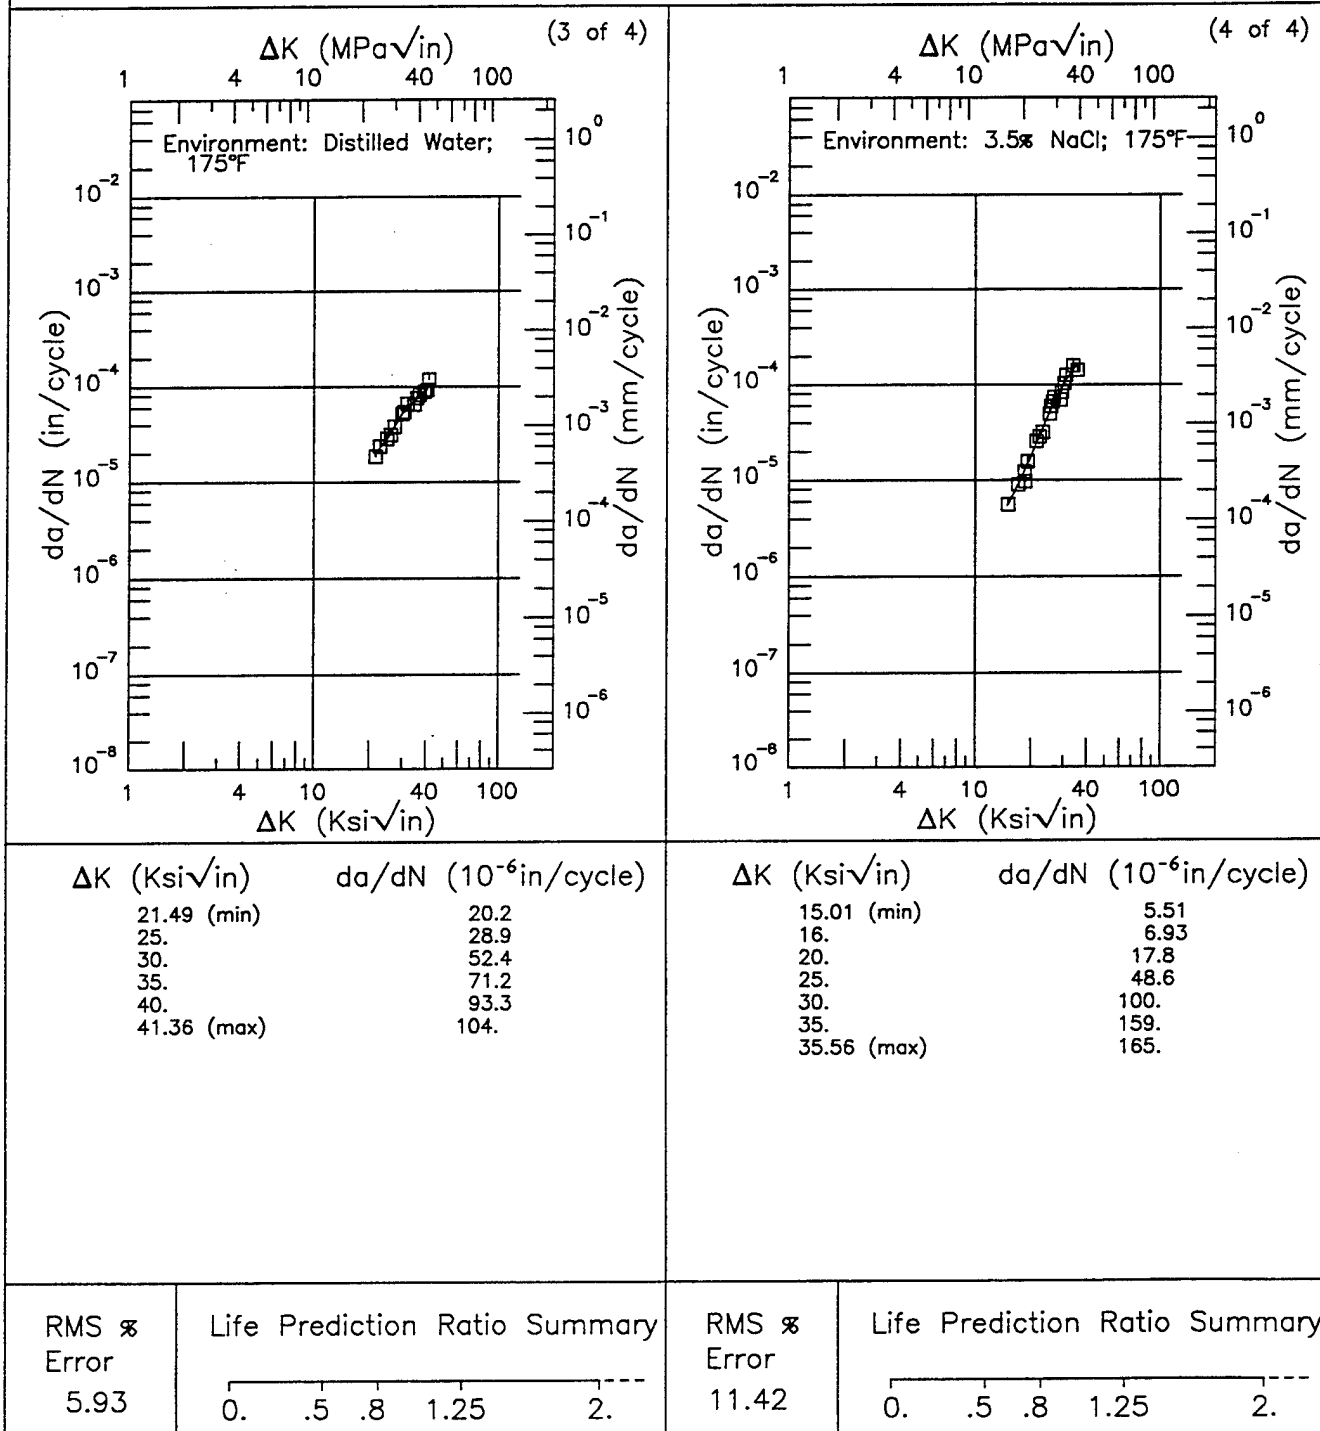 (3 of 4)
ΔK (MPa√in)
1 4 10 40 100
Environment: Distilled Water;
175°F
10⁰
10⁻¹
10⁻²
10⁻³
10⁻⁴
10⁻⁵
10⁻⁶
da/dN (mm/cycle)
10⁻²
10⁻³
10⁻⁴
10⁻⁵
10⁻⁶
10⁻⁷
10⁻⁸
da/dN (in/cycle)
1 4 10 40 100
ΔK (Ksi√in)
ΔK (Ksi√in) da/dN (10⁻⁶in/cycle)
21.49 (min) 20.2
25. 28.9
30. 52.4
35. 71.2
40. 93.3
41.36 (max) 104.
RMS % Error
5.93
Life Prediction Ratio Summary
0. .5 .8 1.25 2.
(4 of 4)
ΔK (MPa√in)
1 4 10 40 100
Environment: 3.5% NaCl; 175°F
10⁰
10⁻¹
10⁻²
10⁻³
10⁻⁴
10⁻⁵
10⁻⁶
da/dN (mm/cycle)
10⁻²
10⁻³
10⁻⁴
10⁻⁵
10⁻⁶
10⁻⁷
10⁻⁸
da/dN (in/cycle)
1 4 10 40 100
ΔK (Ksi√in)
ΔK (Ksi√in) da/dN (10⁻⁶in/cycle)
15.01 (min) 5.51
16. 6.93
20. 17.8
25. 48.6
30. 100.
35. 159.
35.56 (max) 165.
RMS % Error
11.42
Life Prediction Ratio Summary
0. .5 .8 1.25 2.